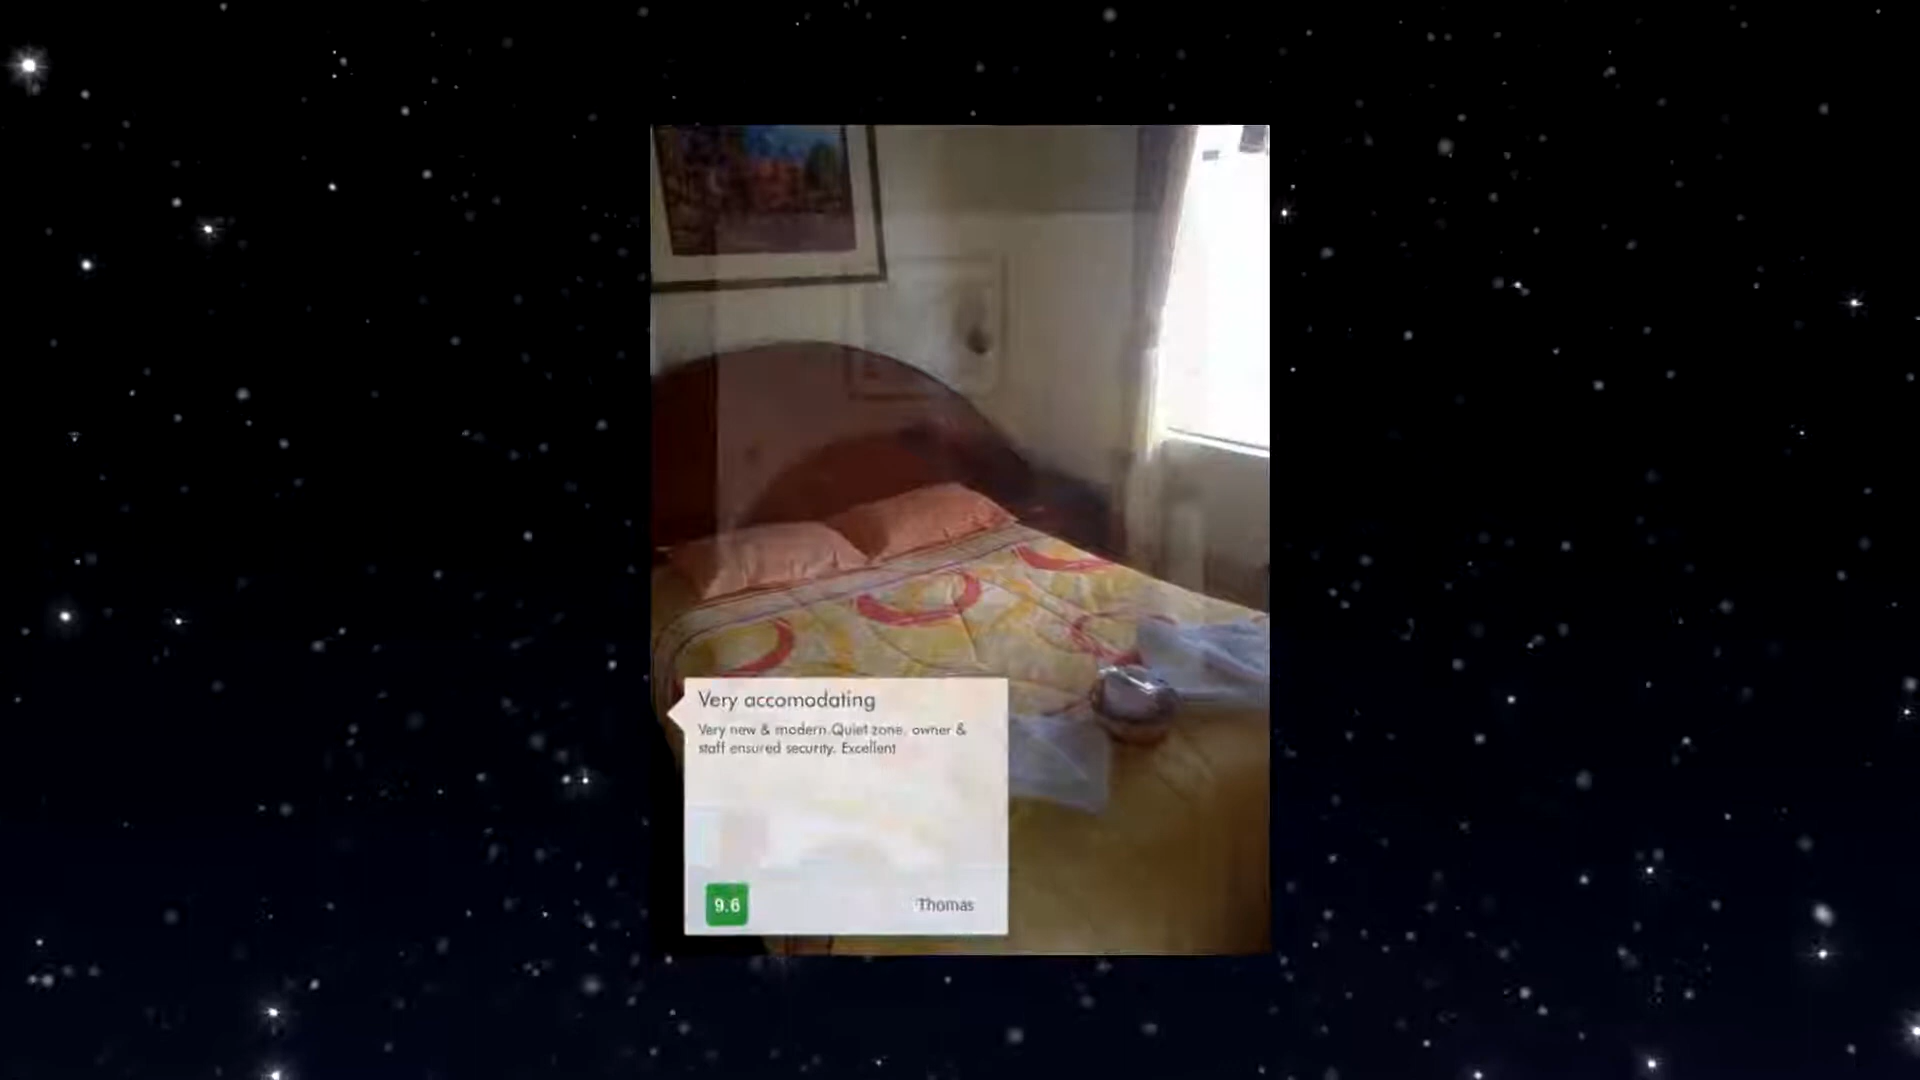 Very accomodating
Very new & modern.Quiet zone, owner &
staff ensured security. Excellent
9.6
Thomas